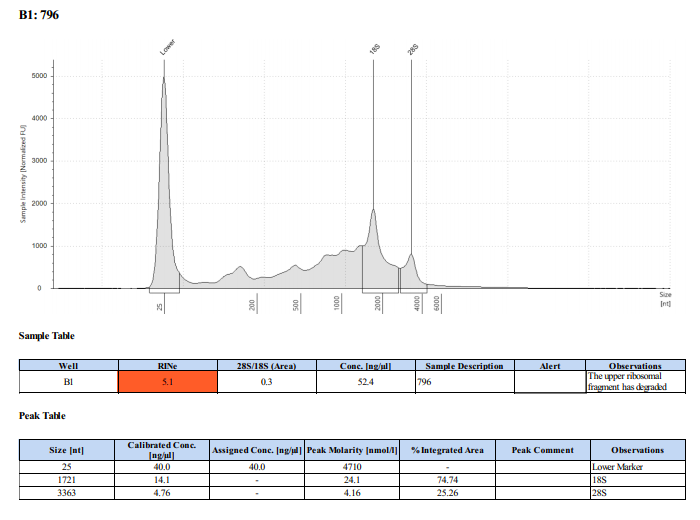 B1: 796
Lower
18S
28S
Sample Intensity [Normalized FU]
5000
4000
3000
2000
1000
0
25
200
500
1000
2000
4000
6000
Size
[nt]
Sample Table
Well RINe 28S/18S (Area) Conc. [ng/µl] Sample Description Alert Observations
B1 5.1 0.3 52.4 796 The upper ribosomal
fragment has degraded
Peak Table
Size [nt] Calibrated Conc. [ng/µl] Assigned Conc. [ng/µl] Peak Molarity [nmol/l] % Integrated Area Peak Comment Observations
25 40.0 40.0 4710 - Lower Marker
1721 14.1 - 24.1 74.74 18S
3363 4.76 - 4.16 25.26 28S